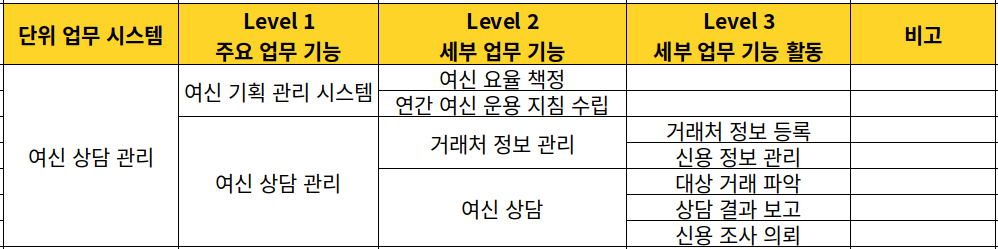 단위 업무 시스템
Level 1
주요 업무 기능
Level 2
세부 업무 기능
Level 3
세부 업무 기능 활동
비고
여신 상담 관리
여신 기획 관리 시스템
여신 요율 책정
연간 여신 운용 지침 수립
여신 상담 관리
거래처 정보 관리
거래처 정보 등록
신용 정보 관리
여신 상담
대상 거래 파악
상담 결과 보고
신용 조사 의뢰